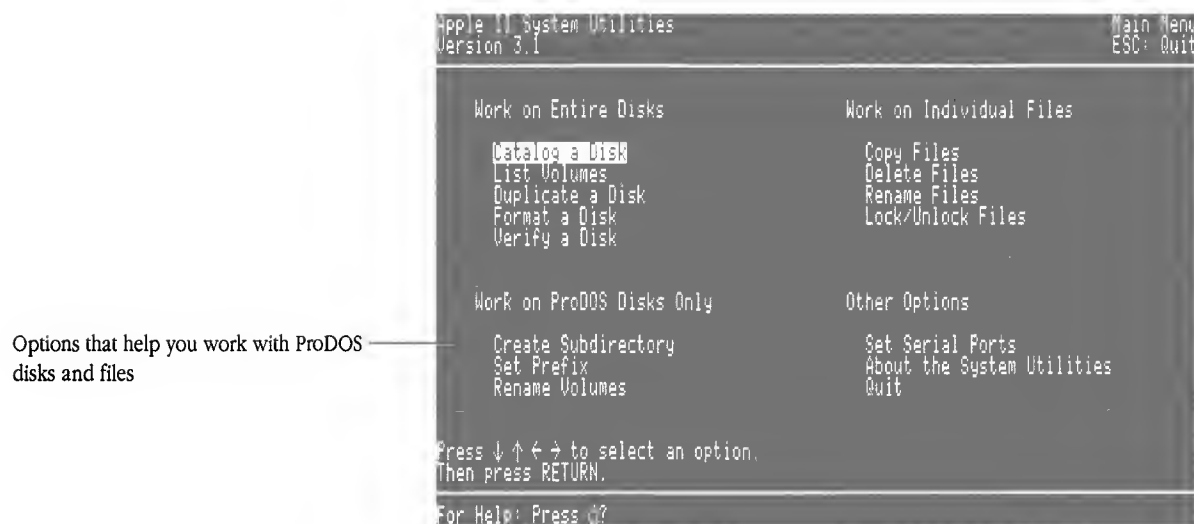 Apple II System Utilities
Main Menu
Version 3.1
ESC: Quit
Work on Entire Disks
Catalog a Disk
List Volumes
Duplicate a Disk
Format a Disk
Verify a Disk
Work on Individual Files
Copy Files
Delete Files
Rename Files
Lock/Unlock Files
Options that help you work with ProDOS
disks and files
Work on ProDOS Disks Only
Create Subdirectory
Set Prefix
Rename Volumes
Other Options
Set Serial Ports
About the System Utilities
Quit
Press ↓ ↑ ← → to select an option.
Then press RETURN.
For Help: Press ?